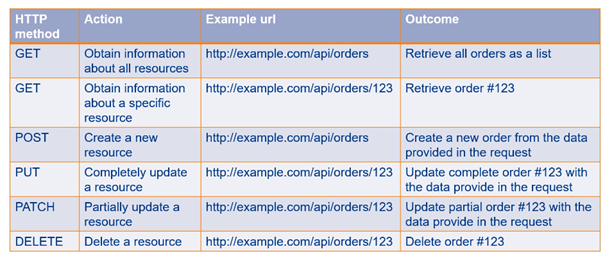 HTTP method Action Example url Outcome
GET Obtain information about all resources http://example.com/api/orders Retrieve all orders as a list
GET Obtain information about a specific resource http://example.com/api/orders/123 Retrieve order #123
POST Create a new resource http://example.com/api/orders Create a new order from the data provided in the request
PUT Completely update a resource http://example.com/api/orders/123 Update complete order #123 with the data provide in the request
PATCH Partially update a resource http://example.com/api/orders/123 Update partial order #123 with the data provide in the request
DELETE Delete a resource http://example.com/api/orders/123 Delete order #123